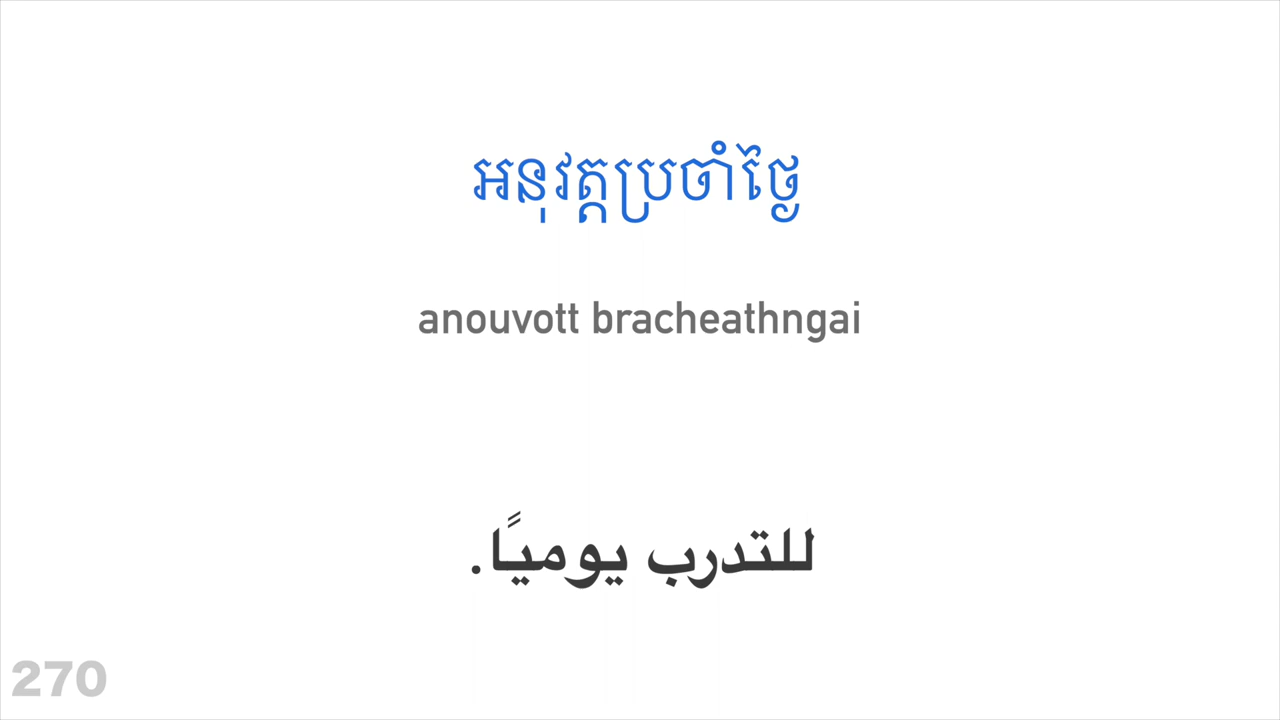 អនុវត្តប្រចាំថ្ងៃ
anouvott bracheathngai
للتدرب يوميًا.
270